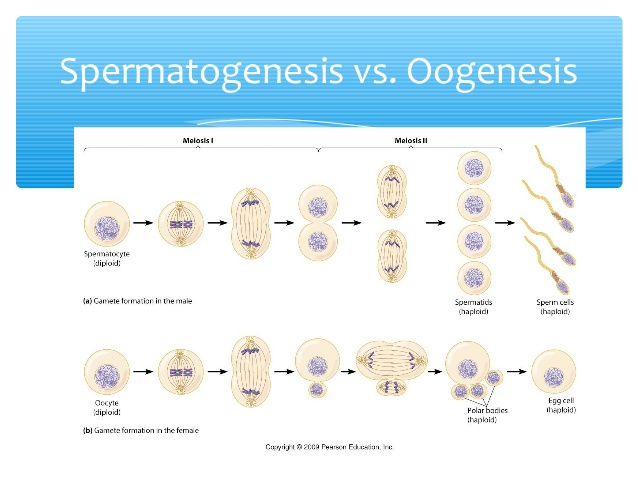 Spermatogenesis vs. Oogenesis
Meiosis I
Meiosis II
Spermatocyte
(diploid)
(a) Gamete formation in the male
Spermatids
(haploid)
Sperm cells
(haploid)
Oocyte
(diploid)
Polar bodies
(haploid)
Egg cell
(haploid)
(b) Gamete formation in the female
Copyright © 2009 Pearson Education, Inc.